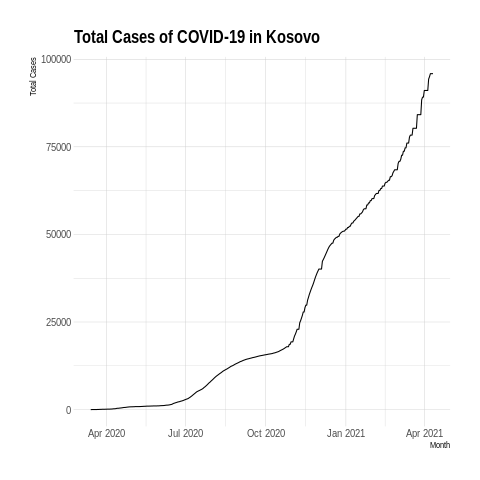 Total Cases of COVID-19 in Kosovo
Total Cases
100000
75000
50000
25000
0
Apr 2020 Jul 2020 Oct 2020 Jan 2021 Apr 2021
Month